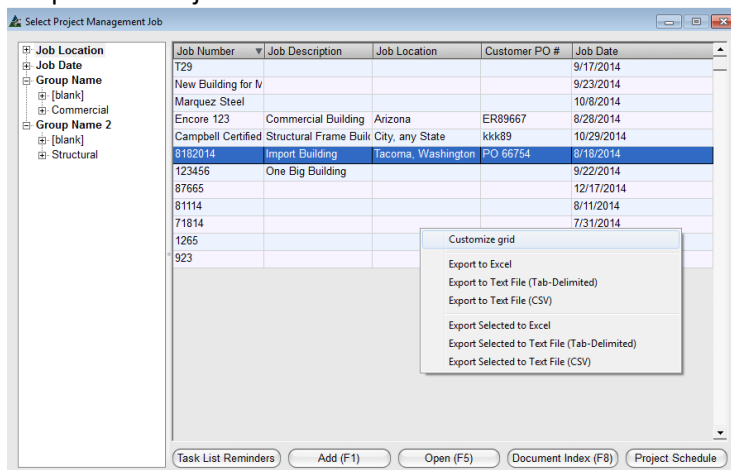 Select Project Management Job
Job Location
Job Date
Group Name
[blank]
Commercial
Group Name 2
[blank]
Structural
Job Number Job Description Job Location Customer PO # Job Date
T29 9/17/2014
New Building for M 9/23/2014
Marquez Steel 10/8/2014
Encore 123 Commercial Building Arizona ER89667 8/28/2014
Campbell Certified Structural Frame Build City, any State kkk89 10/29/2014
8182014 Import Building Tacoma, Washington PO 66754 8/18/2014
123456 One Big Building 9/22/2014
87665 12/17/2014
81114 8/11/2014
71814 7/31/2014
1265
923
Customize grid
Export to Excel
Export to Text File (Tab-Delimited)
Export to Text File (CSV)
Export Selected to Excel
Export Selected to Text File (Tab-Delimited)
Export Selected to Text File (CSV)
Task List Reminders Add (F1) Open (F5) Document Index (F8) Project Schedule